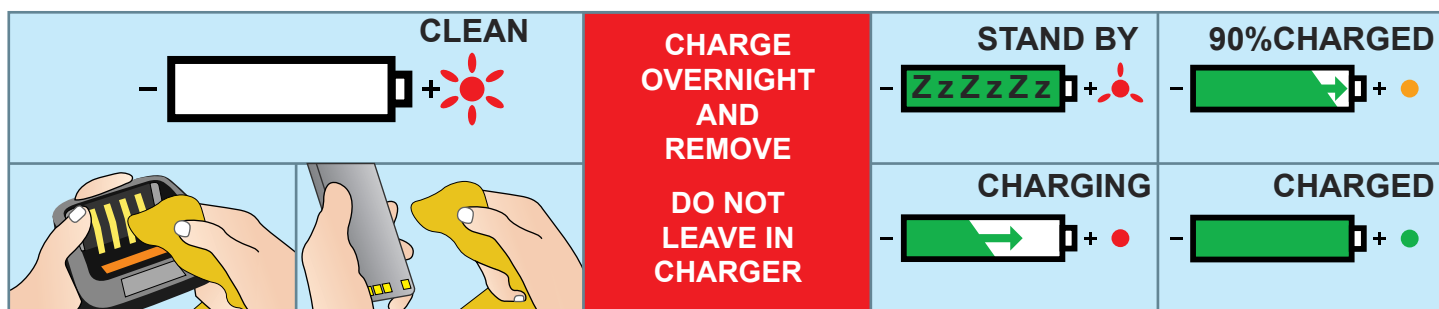 CLEAN
- +
CHARGE
OVERNIGHT
AND
REMOVE
DO NOT
LEAVE IN
CHARGER
STAND BY
- ZzZzZz +
90%CHARGED
- +
CHARGING
- +
CHARGED
- +